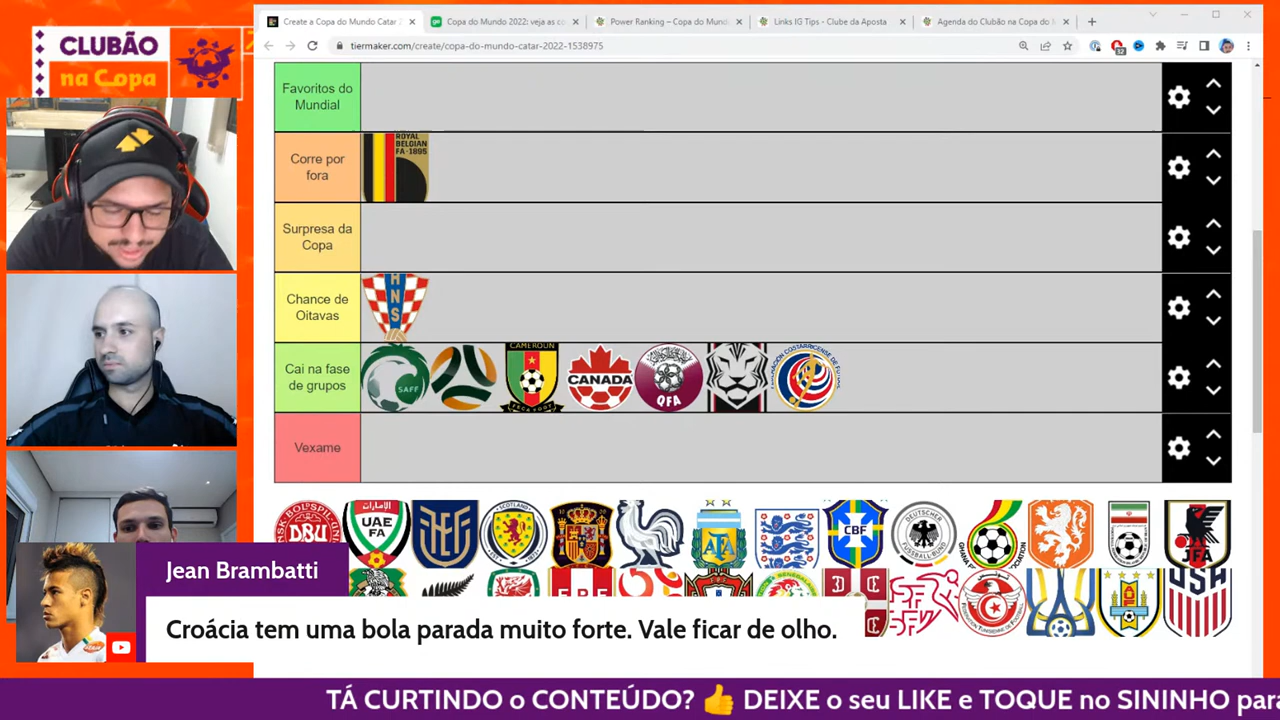 CLUBÃO
na Copa
Create a Copa do Mundo Catar 2
Copa do Mundo 2022: veja as co
Power Ranking – Copa do Mund
Links IG Tips - Clube da Aposta
Agenda do Clubão na Copa do M
tiermaker.com/create/copa-do-mundo-catar-2022-1538975
Favoritos do
Mundial
Corre por
fora
ROYAL
BELGIAN
FA·1895
Surpresa da
Copa
Chance de
Oitavas
HNS
Cai na fase
de grupos
SAFF
CAMEROUN
CANADA
QFA
Vexame
DBU
UAE
FA
SCOTLAND
AFA
CBF
DEUTSCHER
FUSSBALL-BUND
JFA
Jean Brambatti
Croácia tem uma bola parada muito forte. Vale ficar de olho.
TÁ CURTINDO o CONTEÚDO? 👍 DEIXE o seu LIKE e TOQUE no SININHO para